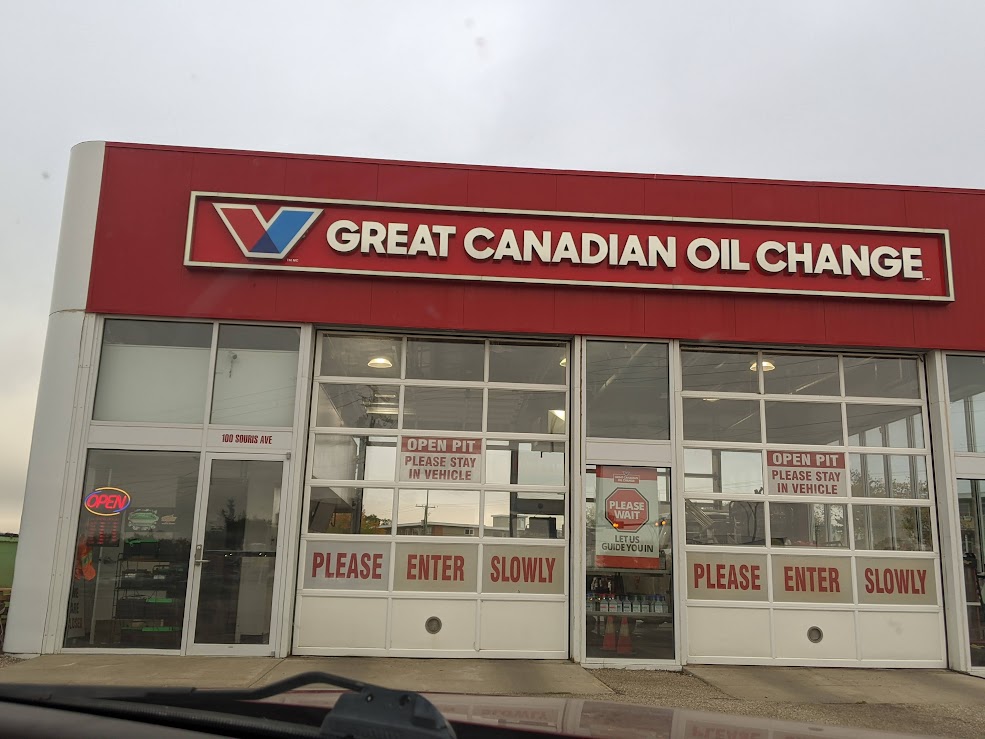 GREAT CANADIAN OIL CHANGE
100 SOURIS AVE
OPEN
OPEN PIT
PLEASE STAY
IN VEHICLE
PLEASE ENTER SLOWLY
PLEASE
WAIT
LET US
GUIDE YOU IN
OPEN PIT
PLEASE STAY
IN VEHICLE
PLEASE ENTER SLOWLY